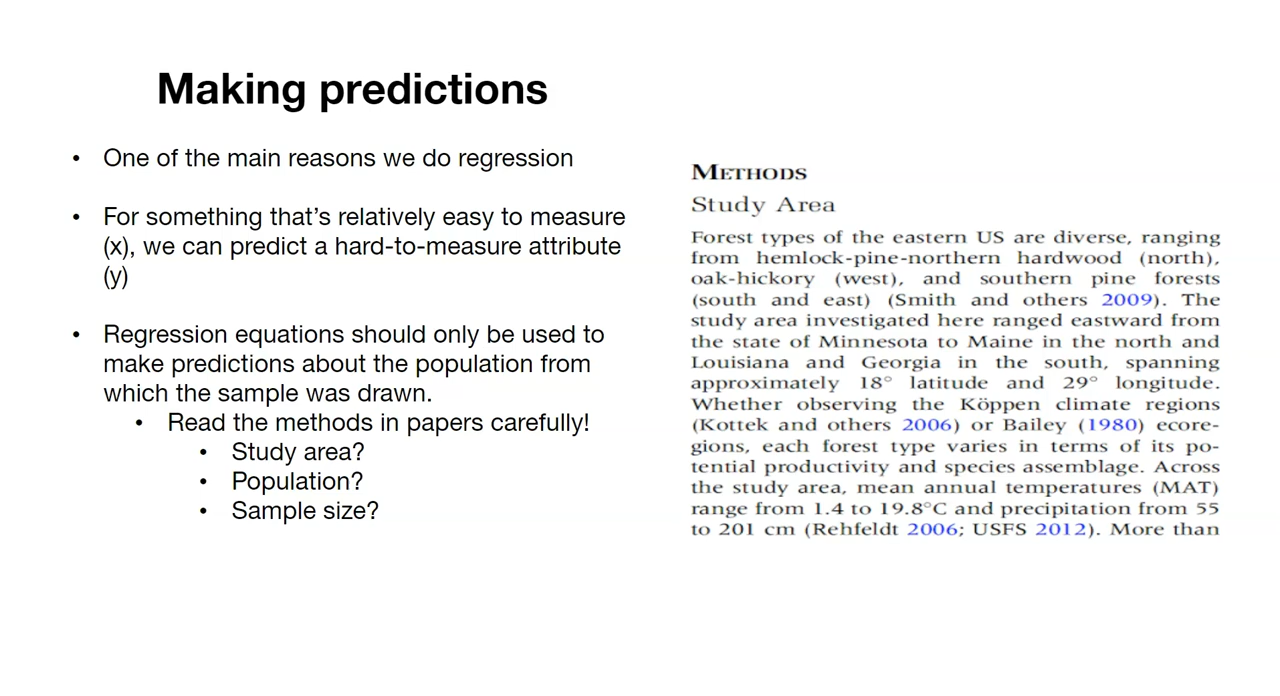 Making predictions
• One of the main reasons we do regression
• For something that's relatively easy to measure
(x), we can predict a hard-to-measure attribute
(y)
• Regression equations should only be used to
make predictions about the population from
which the sample was drawn.
• Read the methods in papers carefully!
• Study area?
• Population?
• Sample size?
METHODS
Study Area
Forest types of the eastern US are diverse, ranging
from hemlock-pine-northern hardwood (north),
oak-hickory (west), and southern pine forests
(south and east) (Smith and others 2009). The
study area investigated here ranged eastward from
the state of Minnesota to Maine in the north and
Louisiana and Georgia in the south, spanning
approximately 18° latitude and 29° longitude.
Whether observing the Köppen climate regions
(Kottek and others 2006) or Bailey (1980) ecore-
gions, each forest type varies in terms of its po-
tential productivity and species assemblage. Across
the study area, mean annual temperatures (MAT)
range from 1.4 to 19.8°C and precipitation from 55
to 201 cm (Rehfeldt 2006; USFS 2012). More than